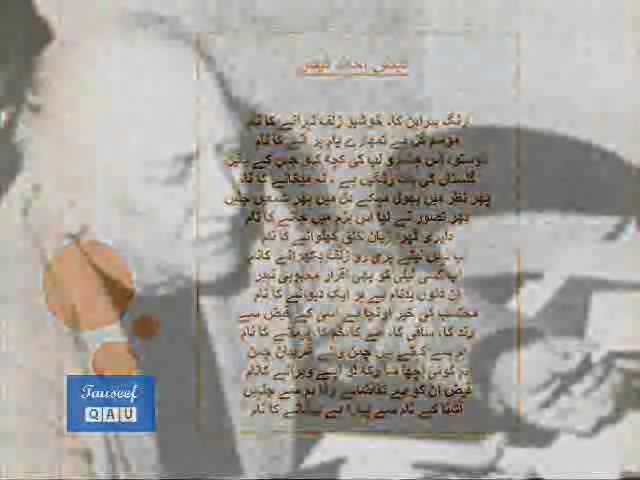 فیض احمد فیض
رنگ پیراہن کا، خوشبو زلف لہرانے کا نام
موسم گل ہے تمہارے بام پر آنے کا نام
دوستو، اس چشم و لب کی کچھ کہو جس کے بغیر
گلستاں کی بات رنگیں ہے، نہ میخانے کا نام
پھر نظر میں پھول مہکے دل میں پھر شمعیں جلیں
پھر تصور نے لیا اس بزم میں جانے کا نام
دلبری ٹھہرا زبان خلق کھلوانے کا نام
اب نہیں لیتے پری رو زلف بکھرانے کا نام
اب کسی لیلیٰ کو بھی اقرار محبوبی نہیں
ان دنوں بدنام ہے ہر ایک دیوانے کا نام
محتسب کی خیر اونچا ہے اسی کے فیض سے
رند کا، ساقی کا، مے کا، خم کا، پیمانے کا نام
ہم سے کہتے ہیں چمن والے غریبان چمن
تم کوئی اچھا سا رکھ لو اپنے ویرانے کا نام
فیض ان کو ہے تقاضائے وفا ہم سے جنہیں
آشنا کے نام سے پیارا ہے بیگانے کا نام
Tauseef
QAU